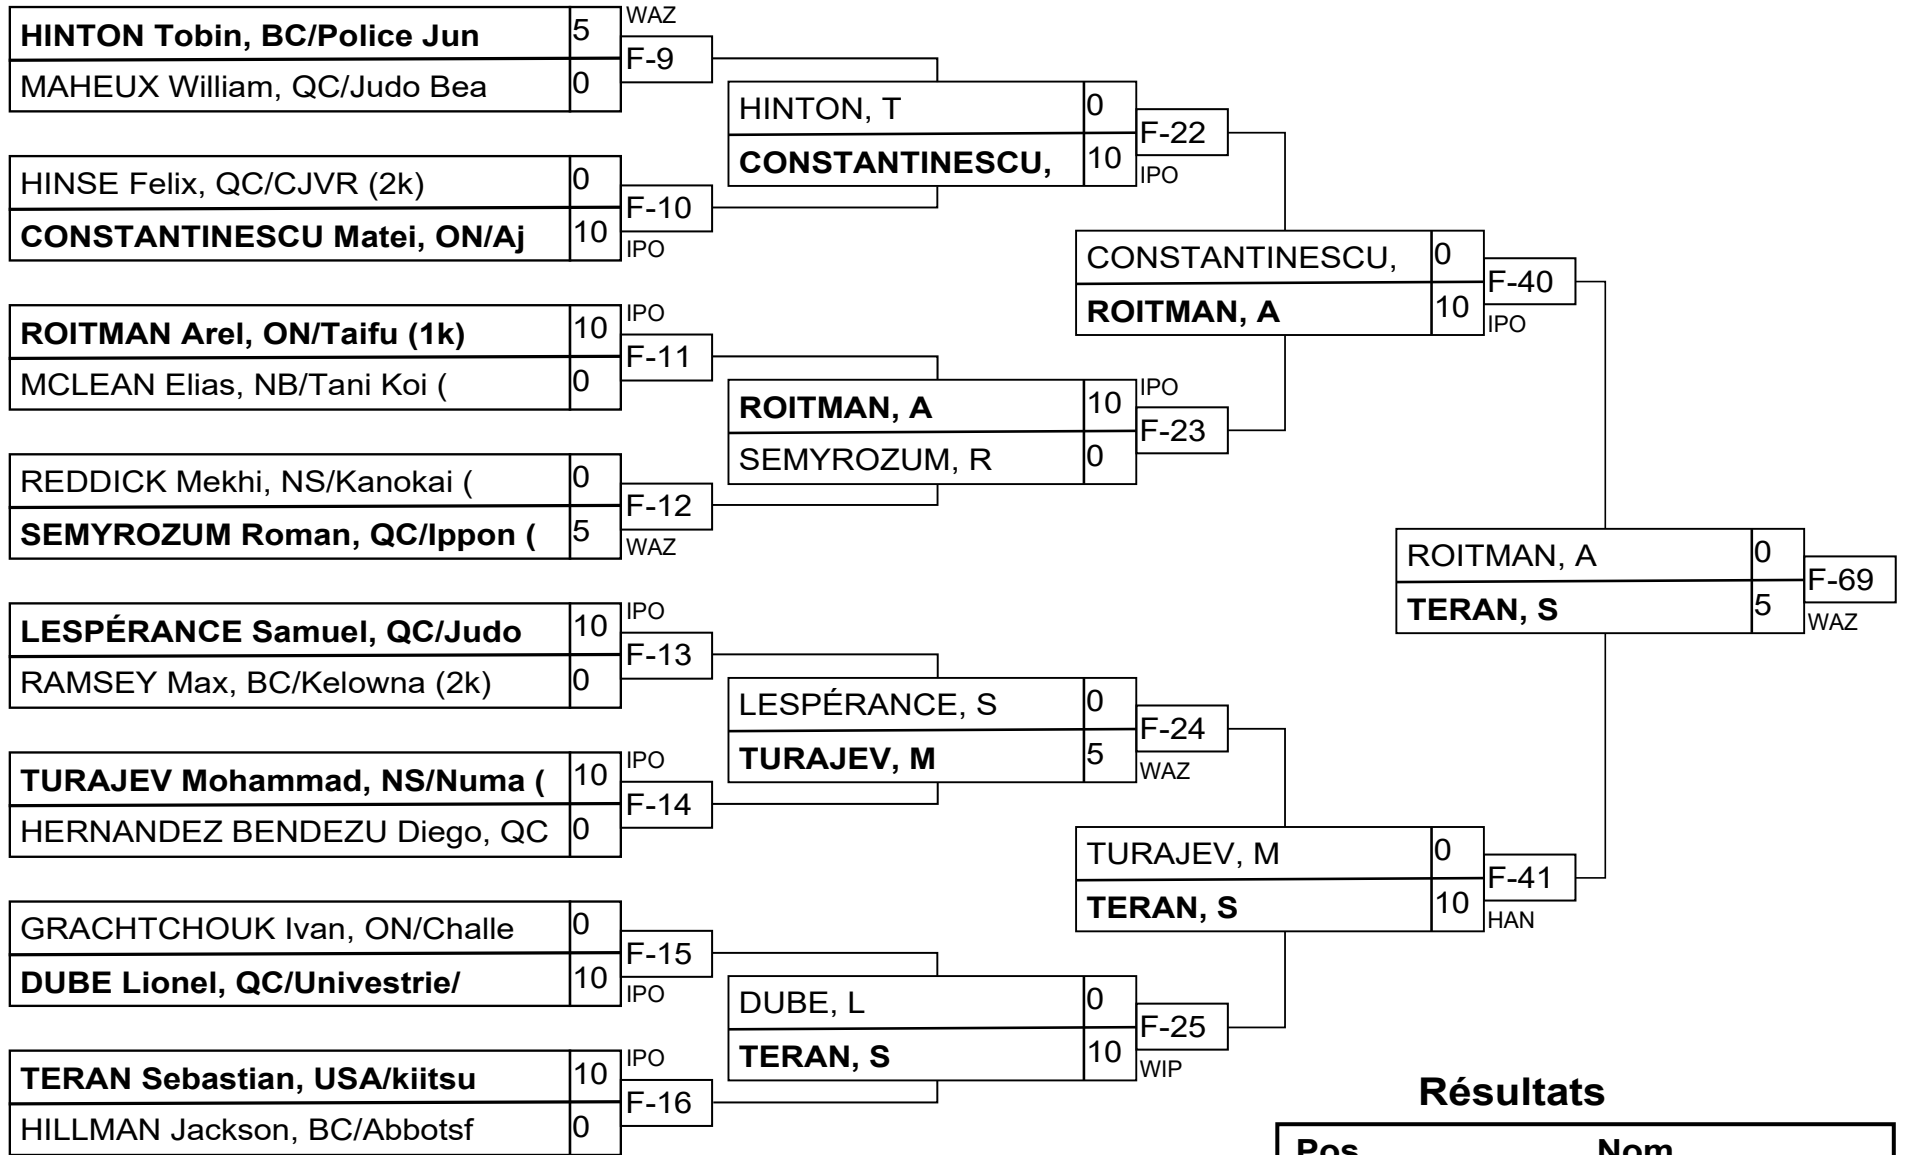 HINTON Tobin, BC/Police Jun 5 WAZ
F-9
MAHEUX William, QC/Judo Bea 0
HINTON, T 0
F-22
CONSTANTINESCU, 10 IPO
HINSE Felix, QC/CJVR (2k) 0
F-10
CONSTANTINESCU Matei, ON/Aj 10 IPO
CONSTANTINESCU, 0
F-40
ROITMAN, A 10 IPO
ROITMAN Arel, ON/Taifu (1k) 10 IPO
F-11
MCLEAN Elias, NB/Tani Koi ( 0
ROITMAN, A 10 IPO
F-23
SEMYROZUM, R 0
REDDICK Mekhi, NS/Kanokai ( 0
F-12
SEMYROZUM Roman, QC/Ippon ( 5 WAZ
ROITMAN, A 0
F-69
TERAN, S 5 WAZ
LESPÉRANCE Samuel, QC/Judo 10 IPO
F-13
RAMSEY Max, BC/Kelowna (2k) 0
LESPÉRANCE, S 0
F-24
TURAJEV, M 5 WAZ
TURAJEV Mohammad, NS/Numa ( 10 IPO
F-14
HERNANDEZ BENDEZU Diego, QC 0
TURAJEV, M 0
F-41
TERAN, S 10 HAN
GRACHTCHOUK Ivan, ON/Challe 0
F-15
DUBE Lionel, QC/Univestrie/ 10 IPO
DUBE, L 0
F-25
TERAN, S 10 WIP
TERAN Sebastian, USA/kiitsu 10 IPO
F-16
HILLMAN Jackson, BC/Abbotsf 0
Résultats
Pos Nom